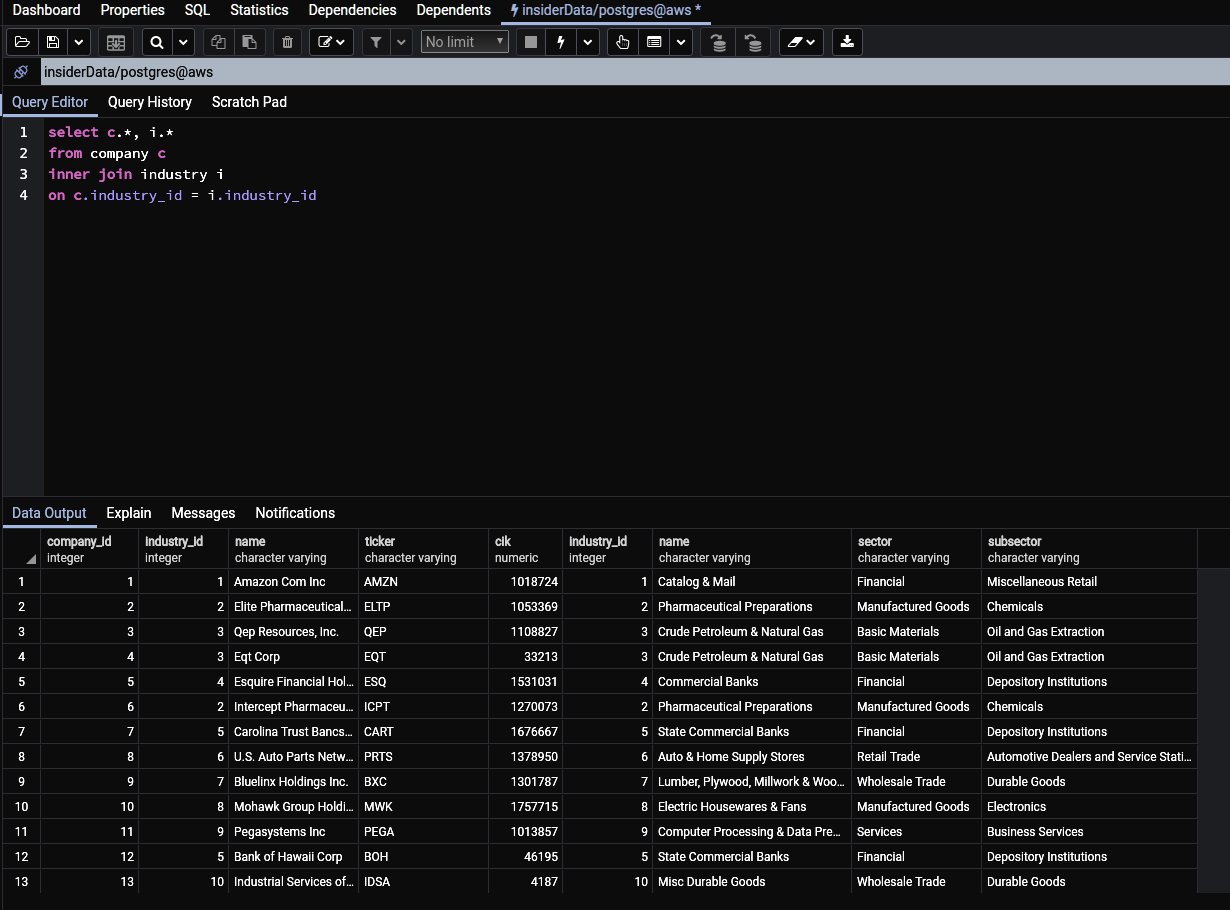 Dashboard Properties SQL Statistics Dependencies Dependents insiderData/postgres@aws *
No limit
insiderData/postgres@aws
Query Editor Query History Scratch Pad
1 select c.*, i.*
2 from company c
3 inner join industry i
4 on c.industry_id = i.industry_id
Data Output Explain Messages Notifications
company_id industry_id name ticker cik industry_id name sector subsector
integer integer character varying character varying numeric integer character varying character varying character varying
1 1 1 Amazon Com Inc AMZN 1018724 1 Catalog & Mail Financial Miscellaneous Retail
2 2 2 Elite Pharmaceutical... ELTP 1053369 2 Pharmaceutical Preparations Manufactured Goods Chemicals
3 3 3 Qep Resources, Inc. QEP 1108827 3 Crude Petroleum & Natural Gas Basic Materials Oil and Gas Extraction
4 4 3 Eqt Corp EQT 33213 3 Crude Petroleum & Natural Gas Basic Materials Oil and Gas Extraction
5 5 4 Esquire Financial Hol... ESQ 1531031 4 Commercial Banks Financial Depository Institutions
6 6 2 Intercept Pharmaceu... ICPT 1270073 2 Pharmaceutical Preparations Manufactured Goods Chemicals
7 7 5 Carolina Trust Bancs... CART 1676667 5 State Commercial Banks Financial Depository Institutions
8 8 6 U.S. Auto Parts Netw... PRTS 1378950 6 Auto & Home Supply Stores Retail Trade Automotive Dealers and Service Stati...
9 9 7 Bluelinx Holdings Inc. BXC 1301787 7 Lumber, Plywood, Millwork & Woo... Wholesale Trade Durable Goods
10 10 8 Mohawk Group Holdi... MWK 1757715 8 Electric Housewares & Fans Manufactured Goods Electronics
11 11 9 Pegasystems Inc PEGA 1013857 9 Computer Processing & Data Pre... Services Business Services
12 12 5 Bank of Hawaii Corp BOH 46195 5 State Commercial Banks Financial Depository Institutions
13 13 10 Industrial Services of... IDSA 4187 10 Misc Durable Goods Wholesale Trade Durable Goods